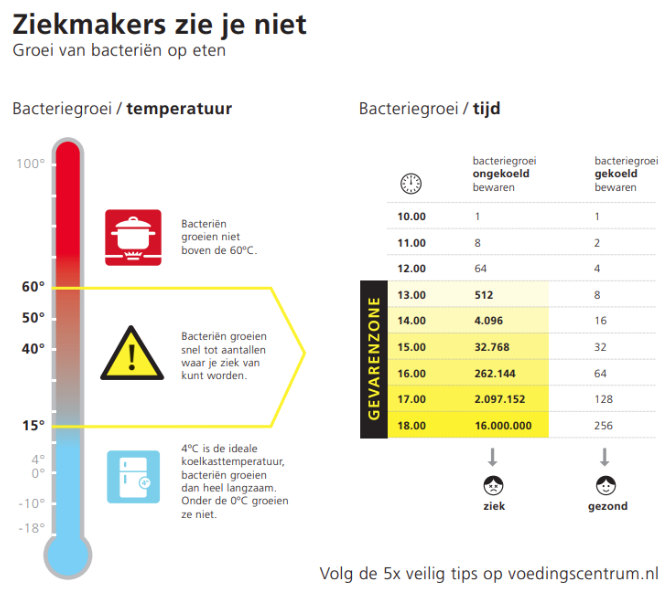 Ziekmakers zie je niet
Groei van bacteriën op eten
Bacteriegroei / temperatuur
100°
60°
50°
40°
15°
4°
0°
-10°
-18°
Bacteriën
groeien niet
boven de 60ºC.
!
Bacteriën groeien
snel tot aantallen
waar je ziek van
kunt worden.
4°
4ºC is de ideale
koelkasttemperatuur,
bacteriën groeien
dan heel langzaam.
Onder de 0ºC groeien
ze niet.
Bacteriegroei / tijd
bacteriegroei
ongekoeld
bewaren
bacteriegroei
gekoeld
bewaren
10.00 1 1
11.00 8 2
12.00 64 4
GEVARENZONE
13.00 512 8
14.00 4.096 16
15.00 32.768 32
16.00 262.144 64
17.00 2.097.152 128
18.00 16.000.000 256
ziek
gezond
Volg de 5x veilig tips op voedingscentrum.nl